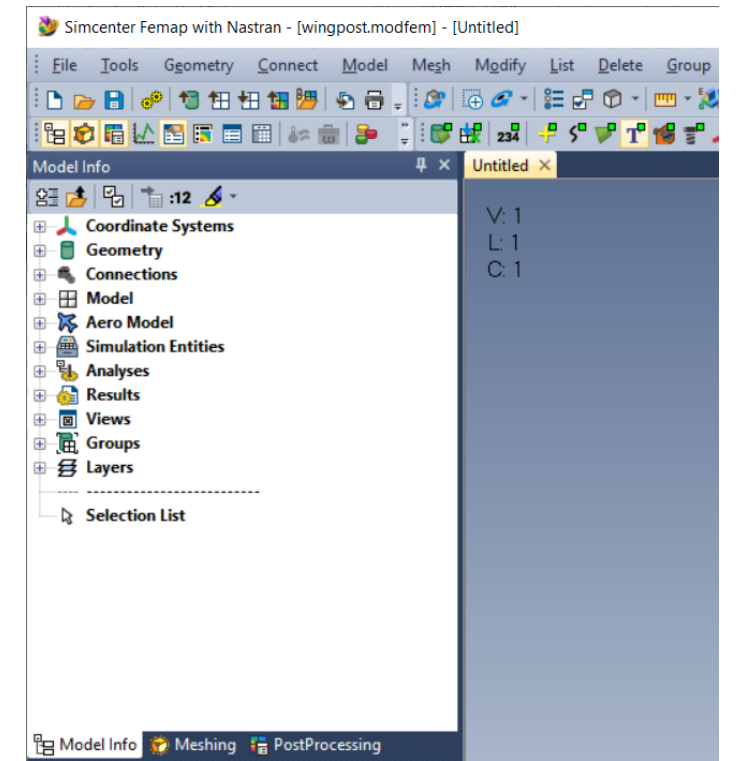 Simcenter Femap with Nastran - [wingpost.modfem] - [Untitled]
File Tools Geometry Connect Model Mesh Modify List Delete Group
234
Model Info
Untitled
:12
V: 1
L: 1
C: 1
Coordinate Systems
Geometry
Connections
Model
Aero Model
Simulation Entities
Analyses
Results
Views
Groups
Layers
Selection List
Model Info Meshing PostProcessing